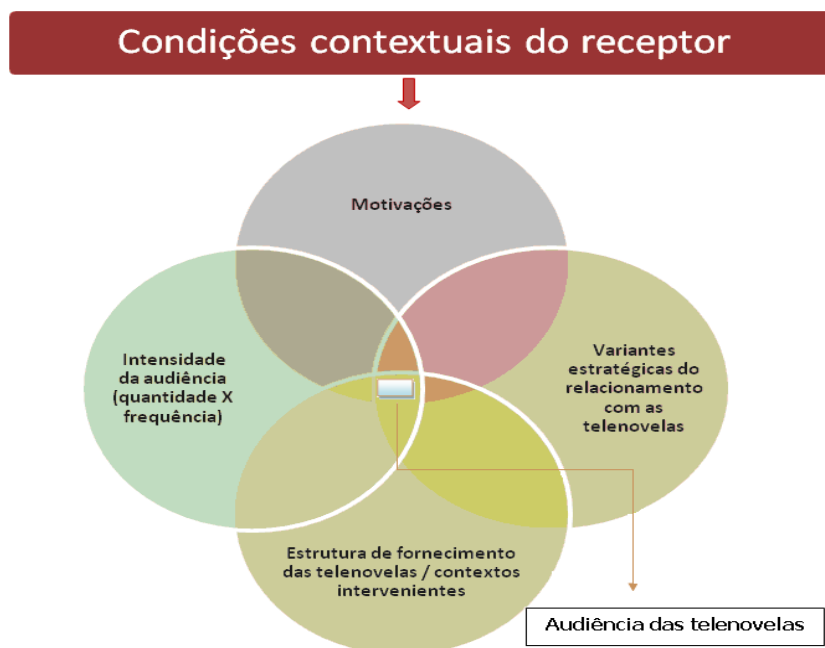 Condições contextuais do receptor
Motivações
Intensidade
da audiência
(quantidade X
frequência)
Variantes
estratégicas do
relacionamento
com as
telenovelas
Estrutura de fornecimento
das telenovelas / contextos
intervenientes
Audiência das telenovelas